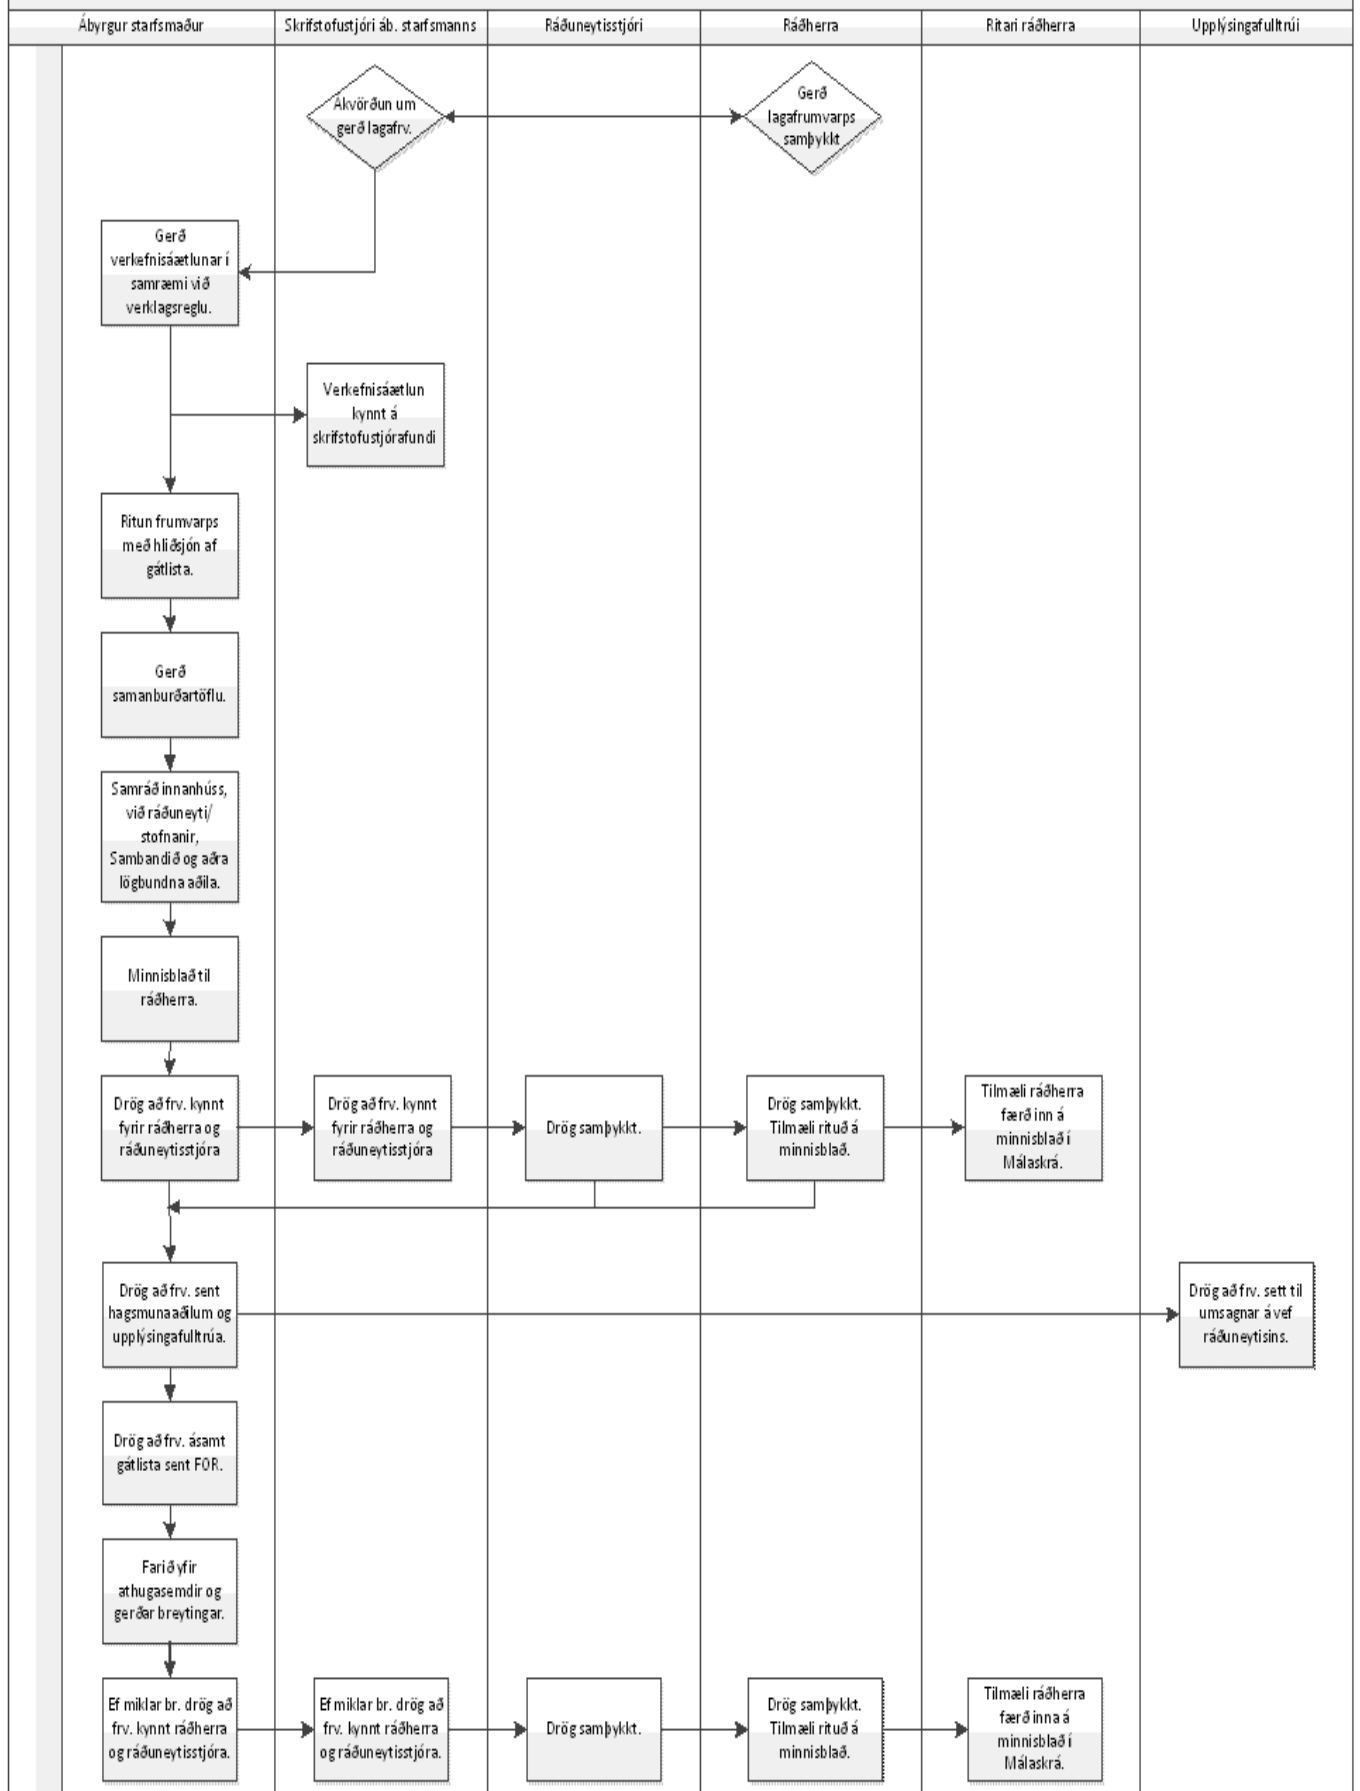 Ábyrgur starfsmaður
Skrifstofustjóri áb. starfsmanns
Ráðuneytisstjóri
Ráðherra
Ritari ráðherra
Upplýsingafulltrúi
Ákvörðun um
gerð lagafrv.
Gerð
lagafrumvarps
samþykkt
Gerð
verkefnisáætlunar í
samræmi við
verklagsreglu.
Verkefnisáætlun
kynnt á
skrifstofustjórafundi
Ritun frumvarps
með hliðsjón af
gátlista.
Gerð
samanburðartöflu.
Samráð innanhúss,
við ráðuneyti/
stofnanir,
Sambandið og aðra
lögbundna aðila.
Minnisblað til
ráðherra.
Drög að frv. kynnt
fyrir ráðherra og
ráðuneytisstjóra
Drög að frv. kynnt
fyrir ráðherra og
ráðuneytisstjóra
Drög samþykkt.
Drög samþykkt.
Tilmæli rituð á
minnisblað.
Tilmæli ráðherra
færð inn á
minnisblað í
Málaskrá.
Drög að frv. sent
hagsmunaaðilum og
upplýsingafulltrúa.
Drög að frv. sett til
umsagnar á vef
ráðuneytisins.
Drög að frv. ásamt
gátlista sent FOR.
Farið yfir
athugasemdir og
gerðar breytingar.
Ef miklar br. drög að
frv. kynnt ráðherra
og ráðuneytisstjóra.
Ef miklar br. drög að
frv. kynnt ráðherra
og ráðuneytisstjóra.
Drög samþykkt.
Drög samþykkt.
Tilmæli rituð á
minnisblað.
Tilmæli ráðherra
færð inna á
minnisblað í
Málaskrá.